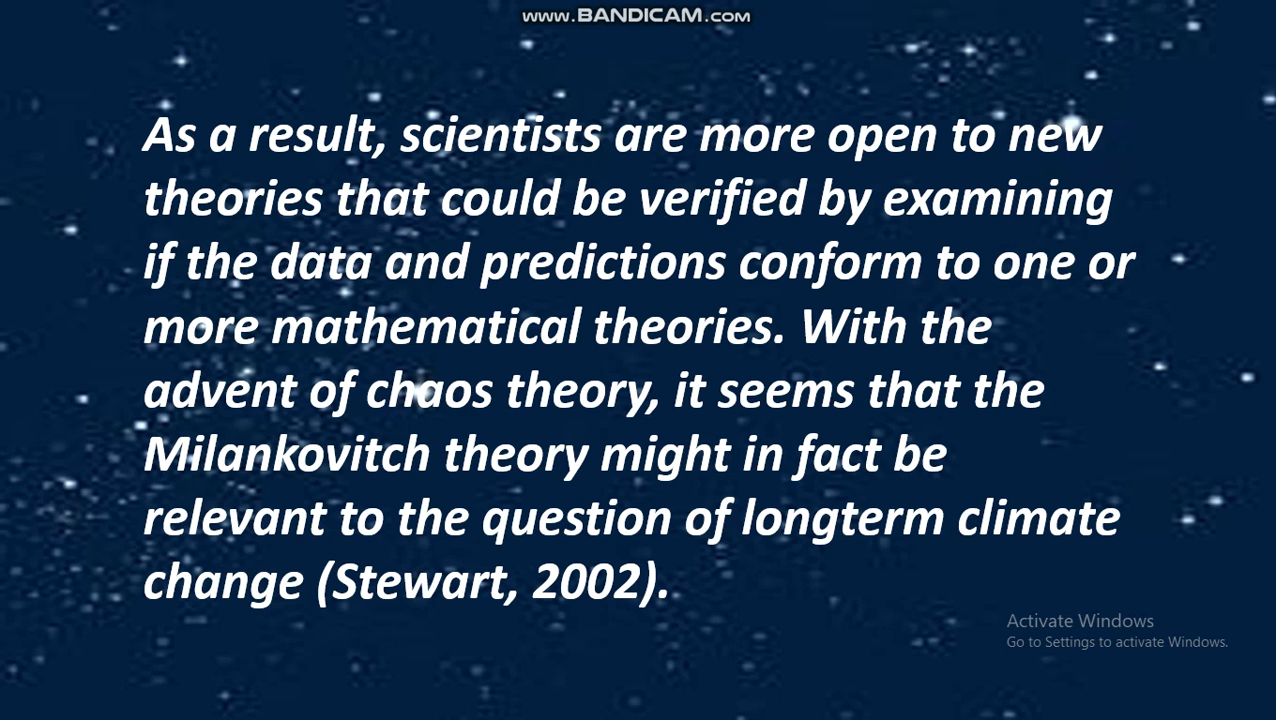 www.BANDICAM.com
As a result, scientists are more open to new
theories that could be verified by examining
if the data and predictions conform to one or
more mathematical theories. With the
advent of chaos theory, it seems that the
Milankovitch theory might in fact be
relevant to the question of longterm climate
change (Stewart, 2002).
Activate Windows
Go to Settings to activate Windows.